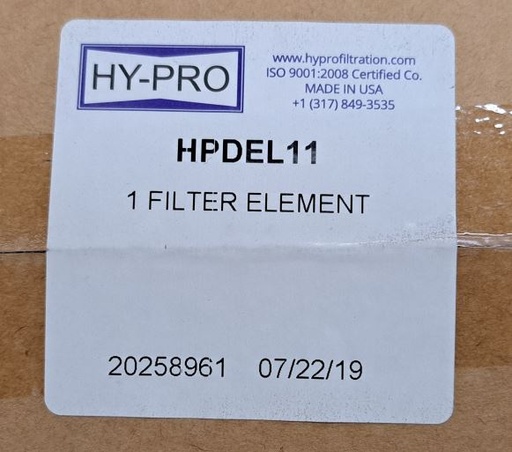 HY-PRO
www.hyprofiltration.com
ISO 9001:2008 Certified Co.
MADE IN USA
+1 (317) 849-3535
HPDEL11
1 FILTER ELEMENT
20258961 07/22/19